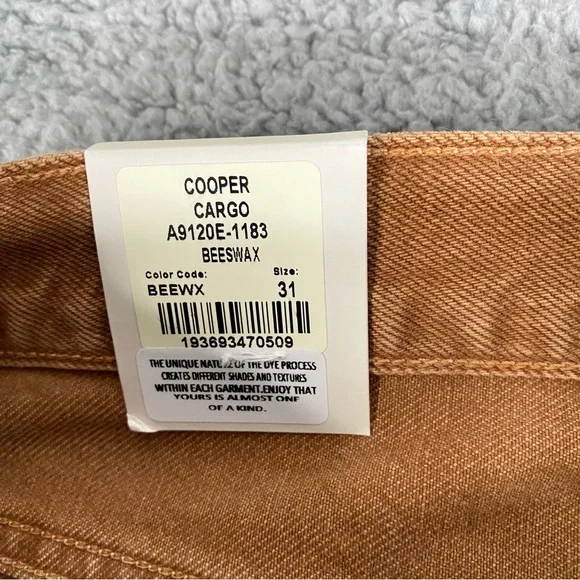 COOPER
CARGO
A9120E-1183
BEESWAX
Color Code: Size:
BEEWX 31
193693470509
THE UNIQUE NATURE OF THE DYE PROCESS
CREATES DIFFERENT SHADES AND TEXTURES
WITHIN EACH GARMENT.ENJOY THAT
YOURS IS ALMOST ONE
OF A KIND.